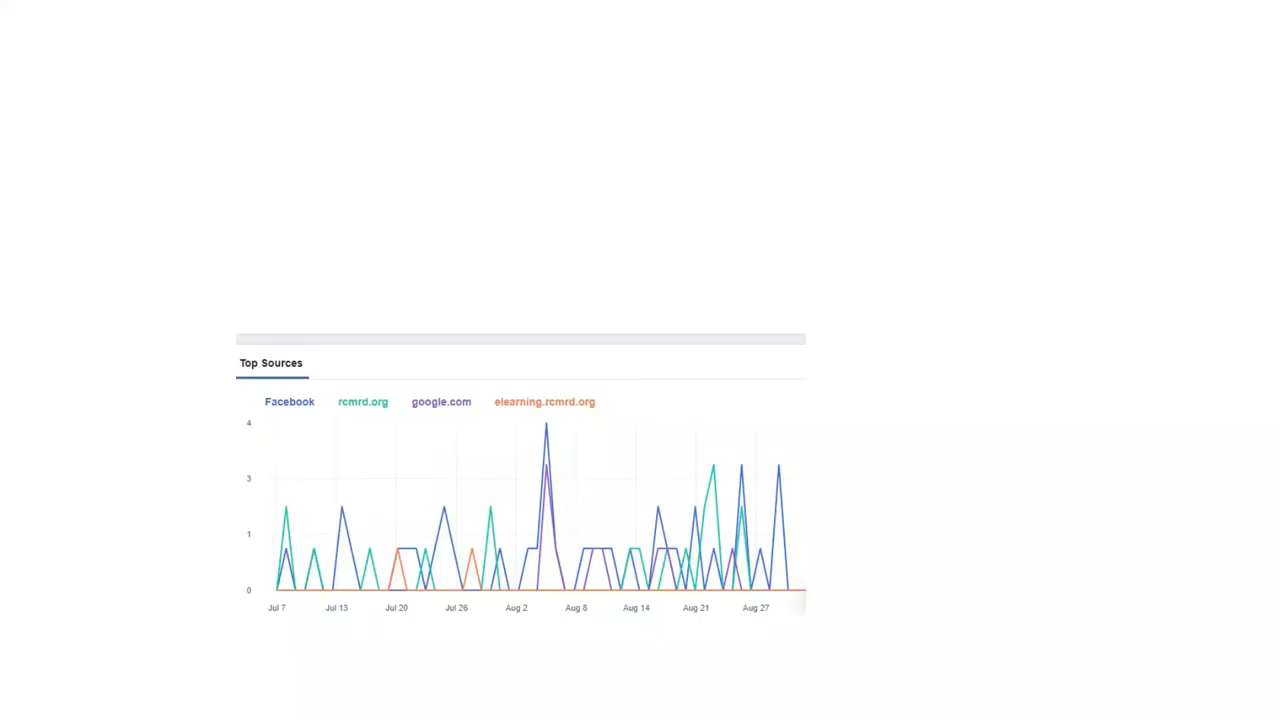 Top Sources
Facebook rcmrd.org google.com elearning.rcmrd.org
4
3
1
0
Jul 7 Jul 13 Jul 20 Jul 26 Aug 2 Aug 8 Aug 14 Aug 21 Aug 27